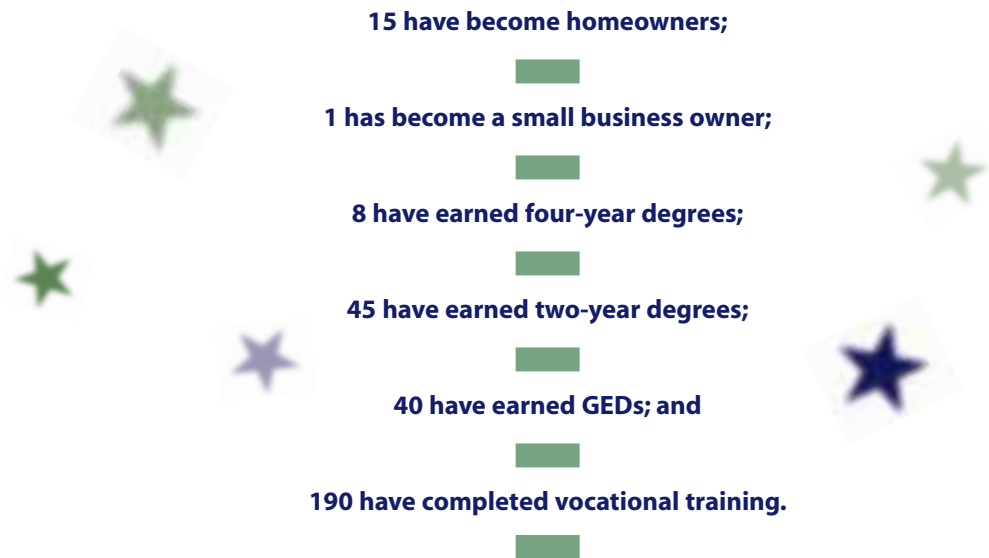 15 have become homeowners;
1 has become a small business owner;
8 have earned four-year degrees;
45 have earned two-year degrees;
40 have earned GEDs; and
190 have completed vocational training.